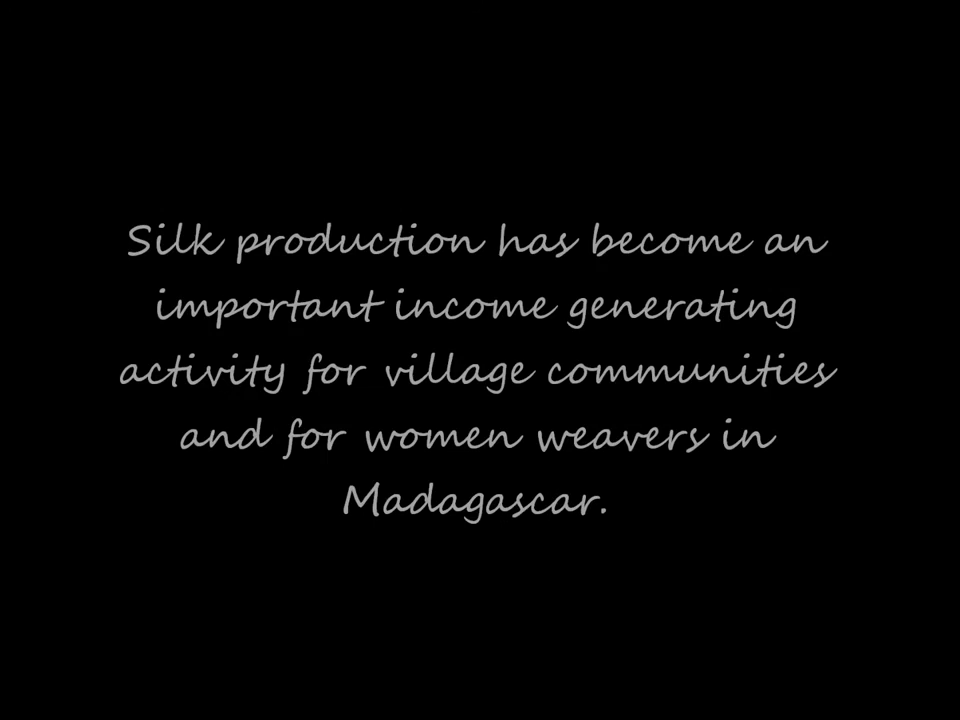 Silk production has become an
important income generating
activity for village communities
and for women weavers in
Madagascar.